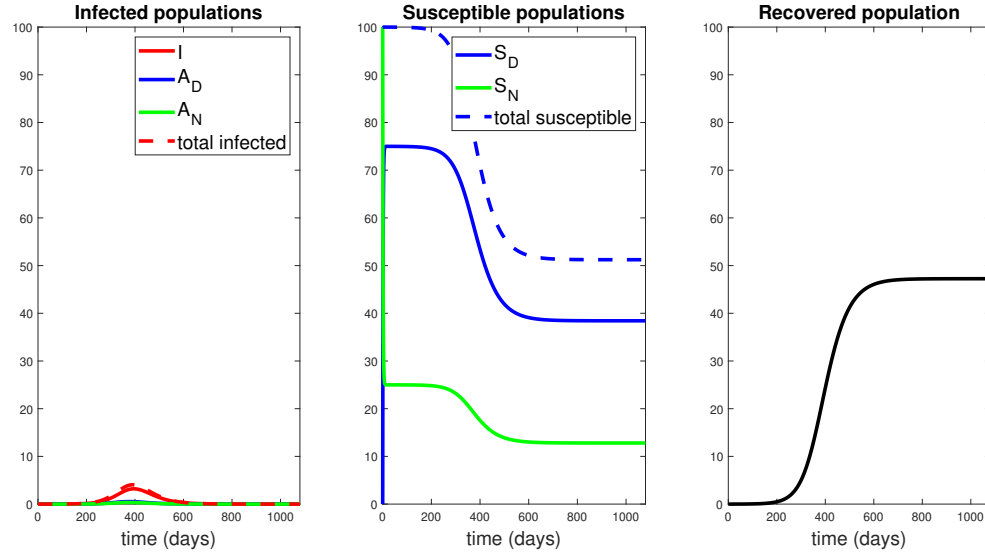 Infected populations
I
A_D
A_N
total infected
100
90
80
70
60
50
40
30
20
10
0
0 200 400 600 800 1000
time (days)
Susceptible populations
S_D
S_N
total susceptible
100
90
80
70
60
50
40
30
20
10
0
0 200 400 600 800 1000
time (days)
Recovered population
100
90
80
70
60
50
40
30
20
10
0
0 200 400 600 800 1000
time (days)